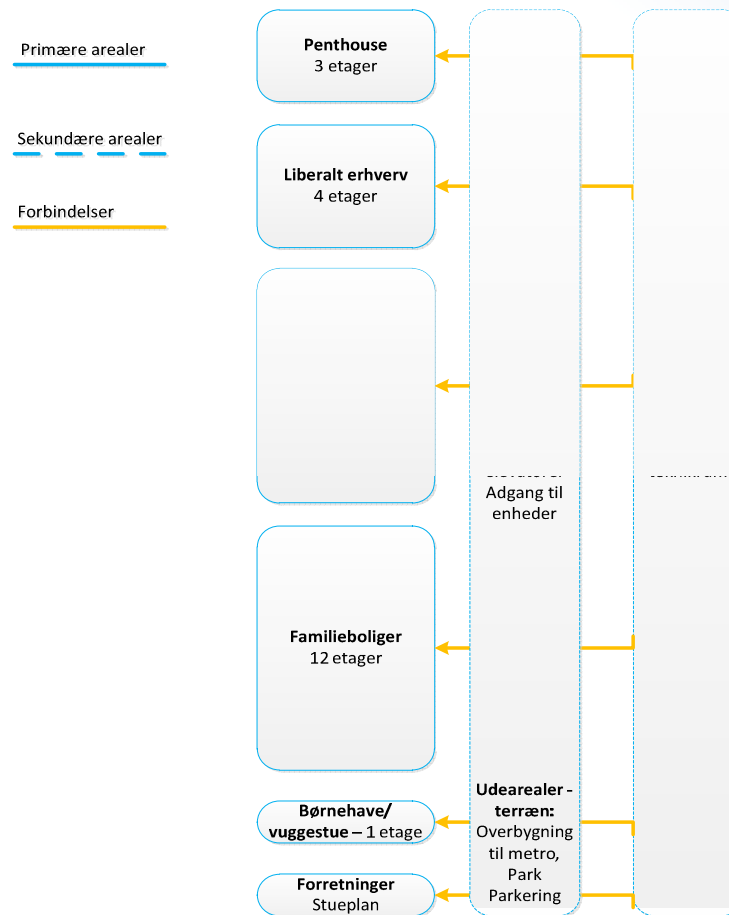 Primære arealer
Sekundære arealer
Forbindelser
Penthouse
3 etager
Liberalt erhverv
4 etager
Adgang til
enheder
Familieboliger
12 etager
Børnehave/
vuggestue – 1 etage
Forretninger
Stueplan
Udearealer -
terræn:
Overbygning
til metro,
Park
Parkering